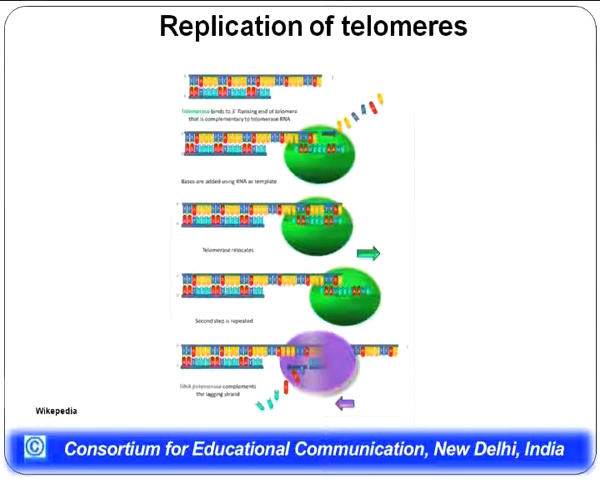 Replication of telomeres
Telomerase binds to 3' flanking end of telomere
that is complementary to telomerase RNA
Bases are added using RNA as template
Telomerase relocates
Second step is repeated
DNA polymerase complements
the lagging strand
Wikepedia
© Consortium for Educational Communication, New Delhi, India